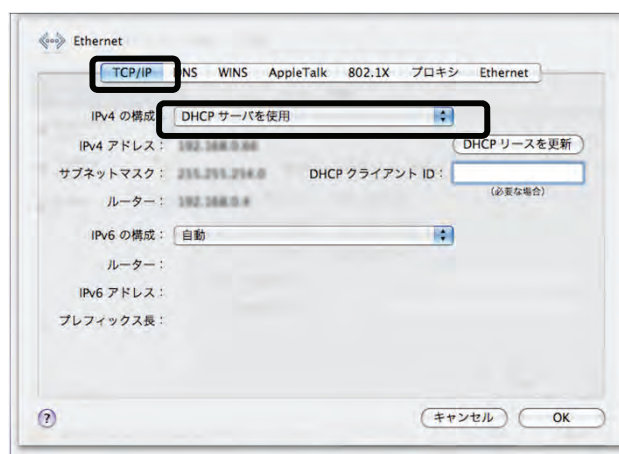 Ethernet
TCP/IP NS WINS AppleTalk 802.1X プロキシ Ethernet
IPv4 の構成： DHCP サーバを使用
IPv4 アドレス： DHCP リースを更新
サブネットマスク： DHCP クライアント ID：
ルーター： (必要な場合)
IPv6 の構成： 自動
ルーター：
IPv6 アドレス：
プレフィックス長：
? キャンセル OK